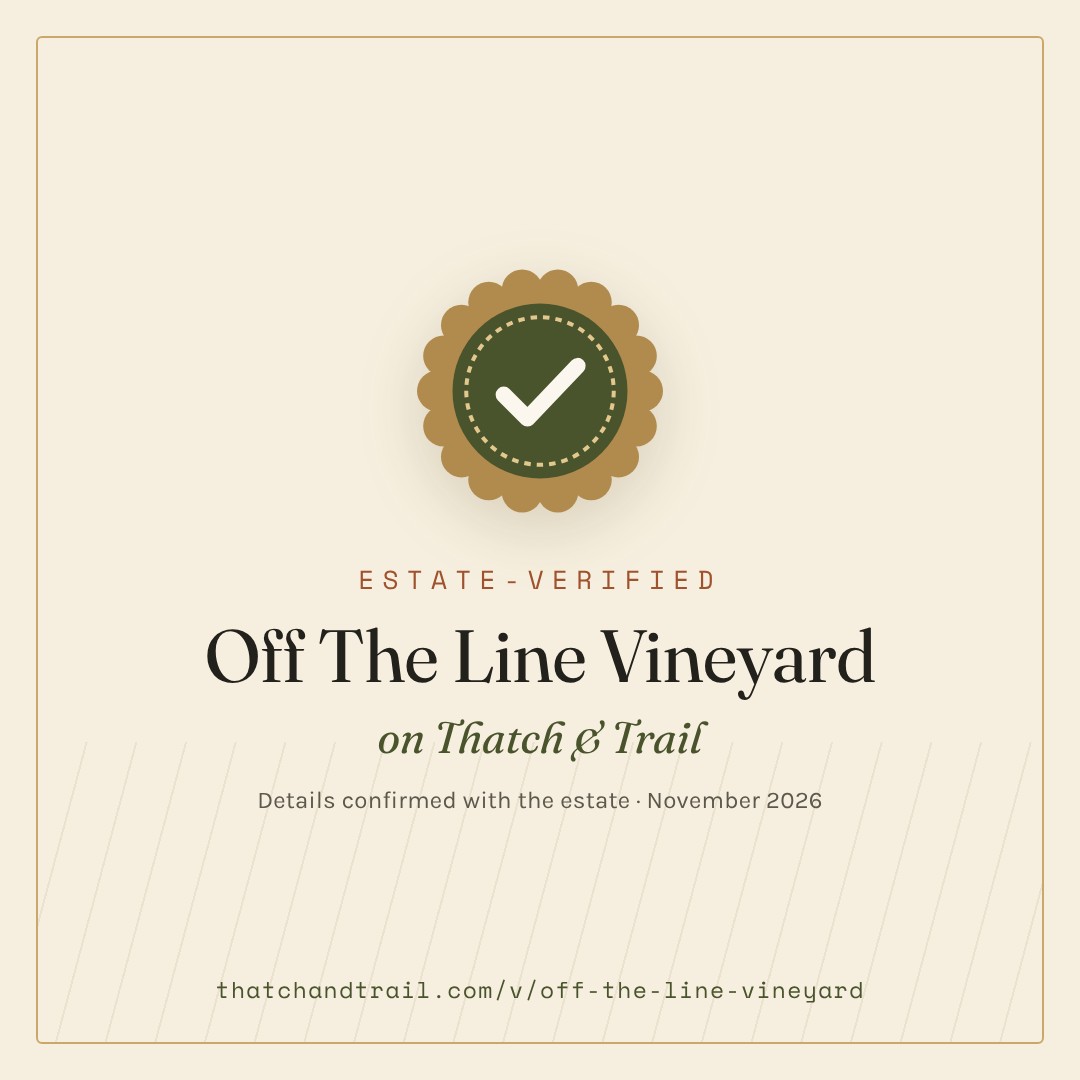 ESTATE-VERIFIED
Off The Line Vineyard
on Thatch & Trail
Details confirmed with the estate · November 2026
thatchandtrail.com/v/off-the-line-vineyard